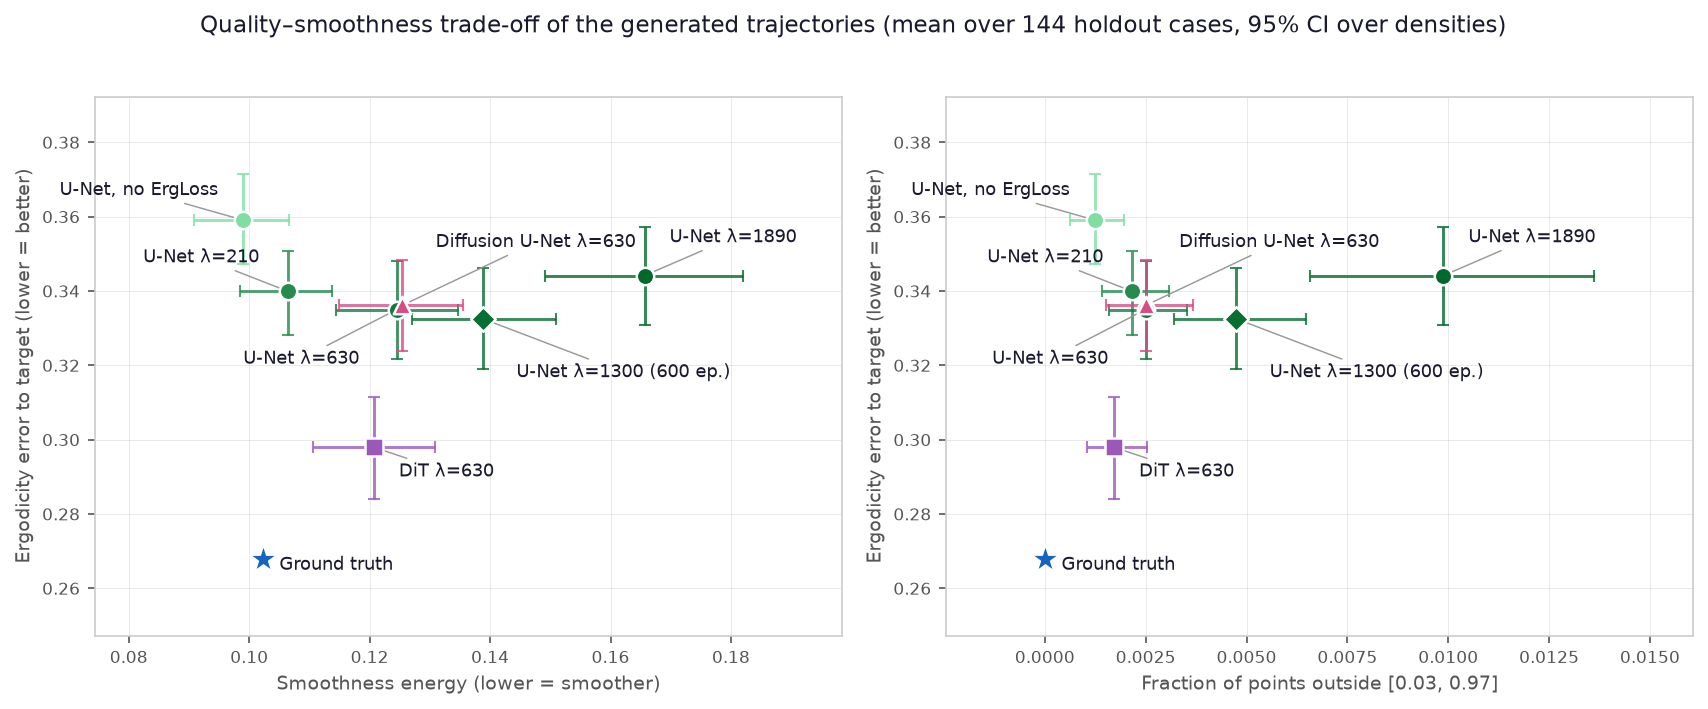 Quality–smoothness trade-off of the generated trajectories (mean over 144 holdout cases, 95% CI over densities)
Ergodicity error to target (lower = better)
0.38
0.36
0.34
0.32
0.30
0.28
0.26
U-Net, no ErgLoss
U-Net λ=210
Diffusion U-Net λ=630
U-Net λ=1890
U-Net λ=630
U-Net λ=1300 (600 ep.)
DiT λ=630
Ground truth
0.08 0.10 0.12 0.14 0.16 0.18
Smoothness energy (lower = smoother)
Ergodicity error to target (lower = better)
0.38
0.36
0.34
0.32
0.30
0.28
0.26
U-Net, no ErgLoss
U-Net λ=210
Diffusion U-Net λ=630
U-Net λ=1890
U-Net λ=630
U-Net λ=1300 (600 ep.)
DiT λ=630
Ground truth
0.0000 0.0025 0.0050 0.0075 0.0100 0.0125 0.0150
Fraction of points outside [0.03, 0.97]